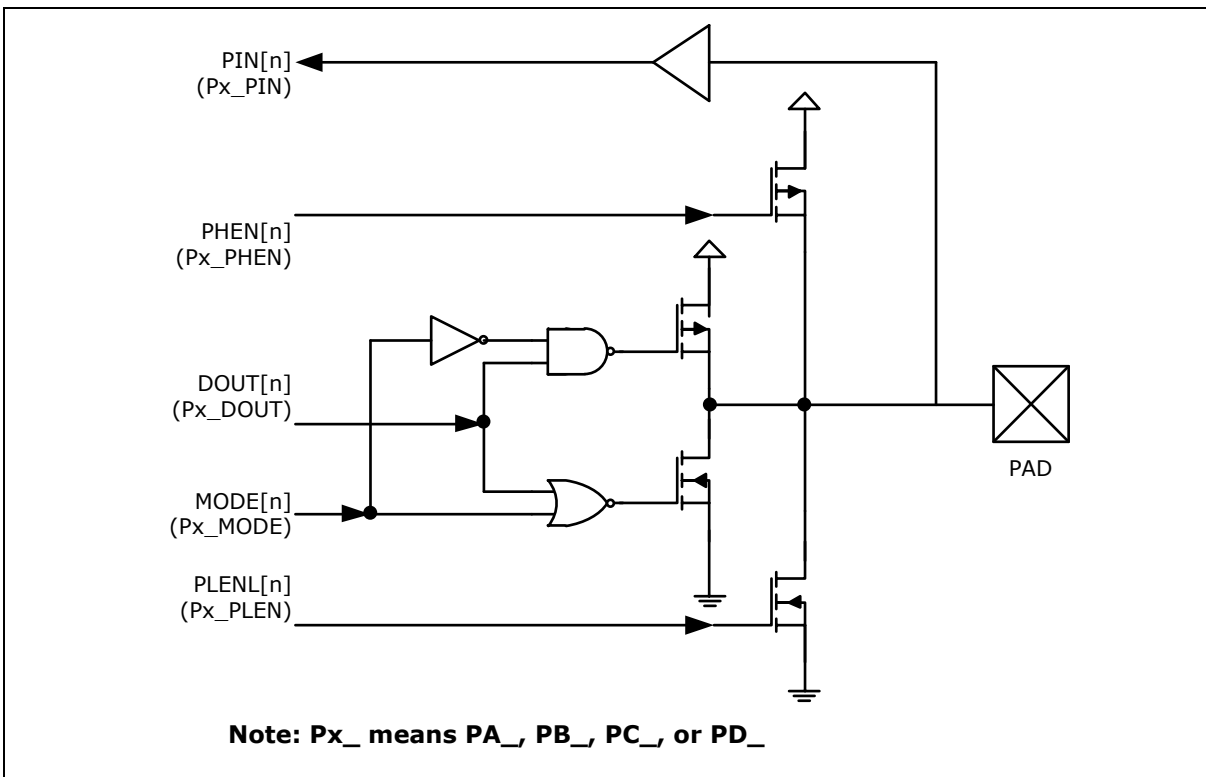 PIN[n]
(Px_PIN)
PHEN[n]
(Px_PHEN)
DOUT[n]
(Px_DOUT)
MODE[n]
(Px_MODE)
PLENL[n]
(Px_PLEN)
PAD
Note: Px_ means PA_, PB_, PC_, or PD_